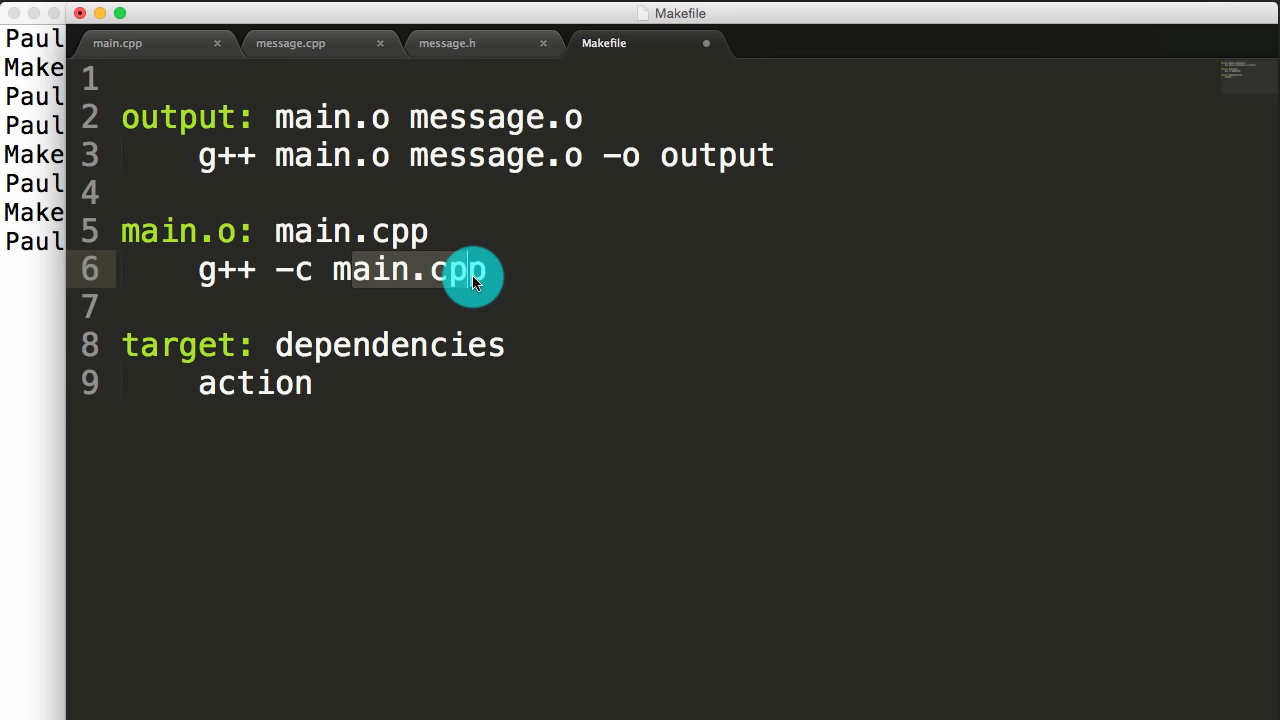 Makefile
main.cpp × message.cpp × message.h × Makefile
Paul
Make
Paul
Paul
Make
Paul
Make
Paul
1
2 output: main.o message.o
3 g++ main.o message.o -o output
4
5 main.o: main.cpp
6 g++ -c main.cpp
7
8 target: dependencies
9 action